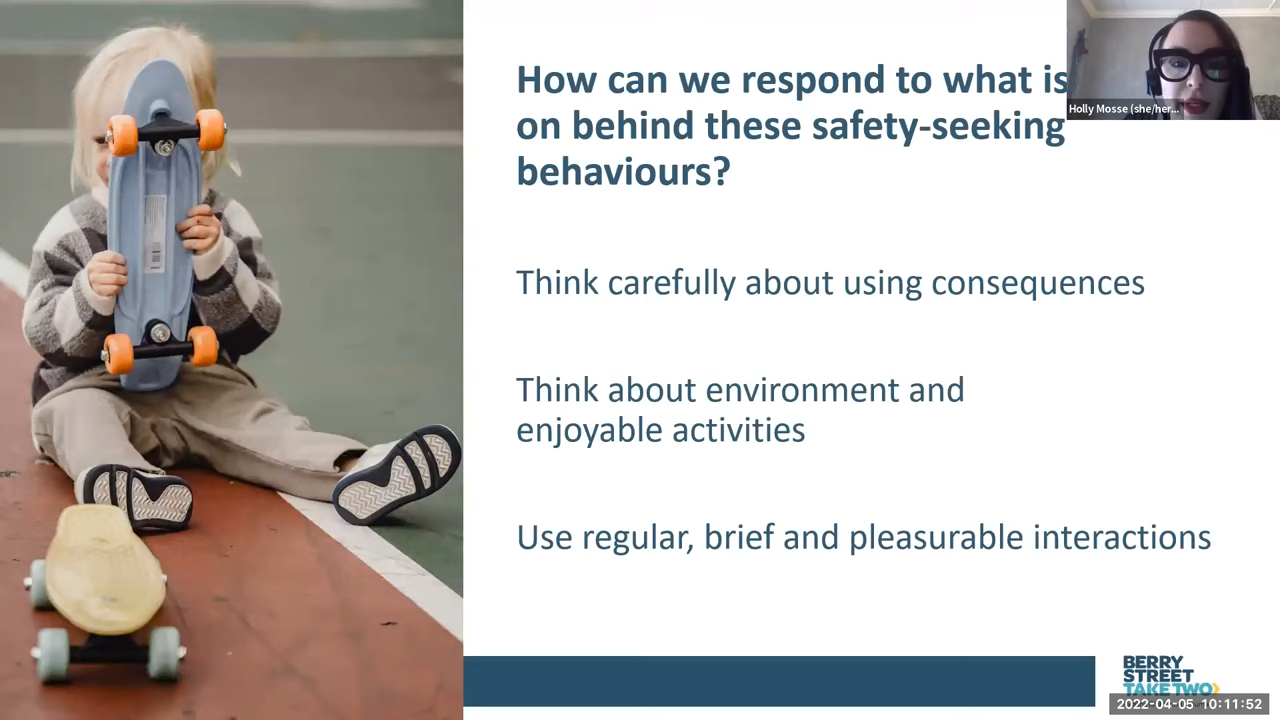 How can we respond to what is
on behind these safety-seeking
behaviours?
Holly Mosse (she/her...
Think carefully about using consequences
Think about environment and
enjoyable activities
Use regular, brief and pleasurable interactions
BERRY
STREET
TAKE TWO
2022-04-05 10:11:52